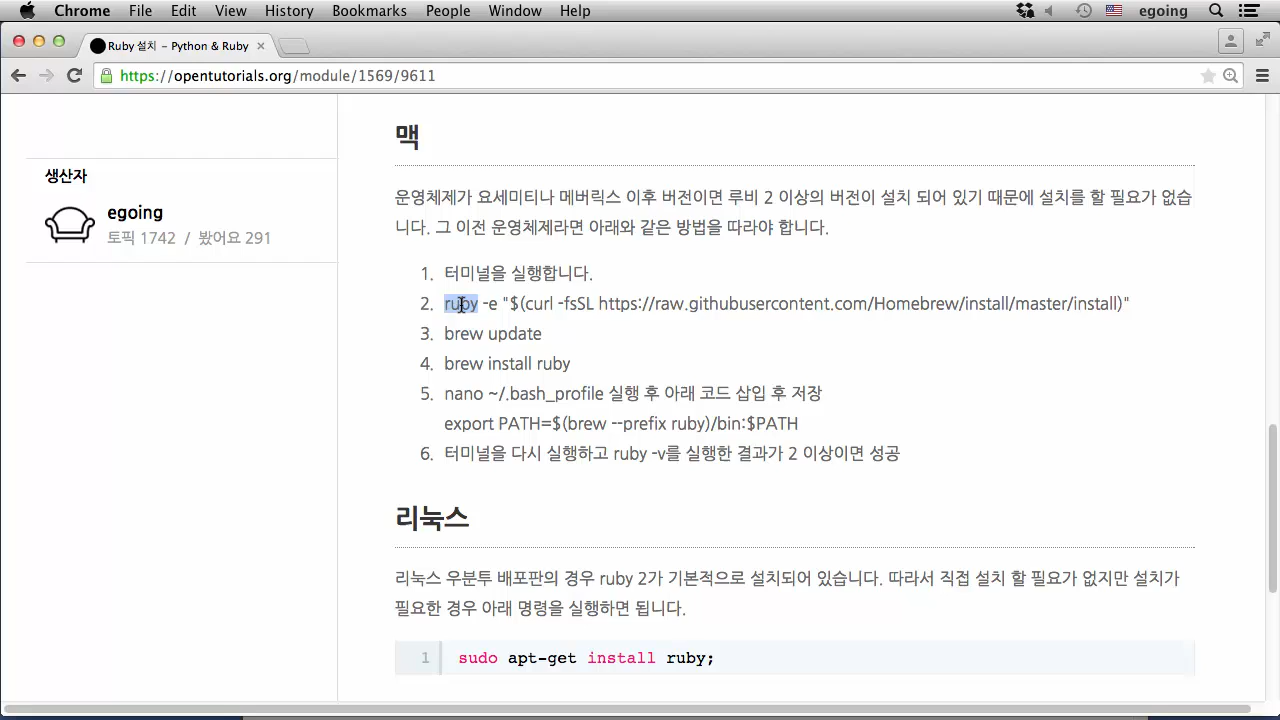 Chrome File Edit View History Bookmarks People Window Help egoing
Ruby 설치 - Python & Ruby
https://opentutorials.org/module/1569/9611
생산자
egoing
토픽 1742 / 봤어요 291
맥
운영체제가 요세미티나 메버릭스 이후 버전이면 루비 2 이상의 버전이 설치 되어 있기 때문에 설치를 할 필요가 없습
니다. 그 이전 운영체제라면 아래와 같은 방법을 따라야 합니다.
1. 터미널을 실행합니다.
2. ruby -e "$(curl -fsSL https://raw.githubusercontent.com/Homebrew/install/master/install)"
3. brew update
4. brew install ruby
5. nano ~/.bash_profile 실행 후 아래 코드 삽입 후 저장
export PATH=$(brew --prefix ruby)/bin:$PATH
6. 터미널을 다시 실행하고 ruby -v를 실행한 결과가 2 이상이면 성공
리눅스
리눅스 우분투 배포판의 경우 ruby 2가 기본적으로 설치되어 있습니다. 따라서 직접 설치 할 필요가 없지만 설치가
필요한 경우 아래 명령을 실행하면 됩니다.
1 sudo apt-get install ruby;